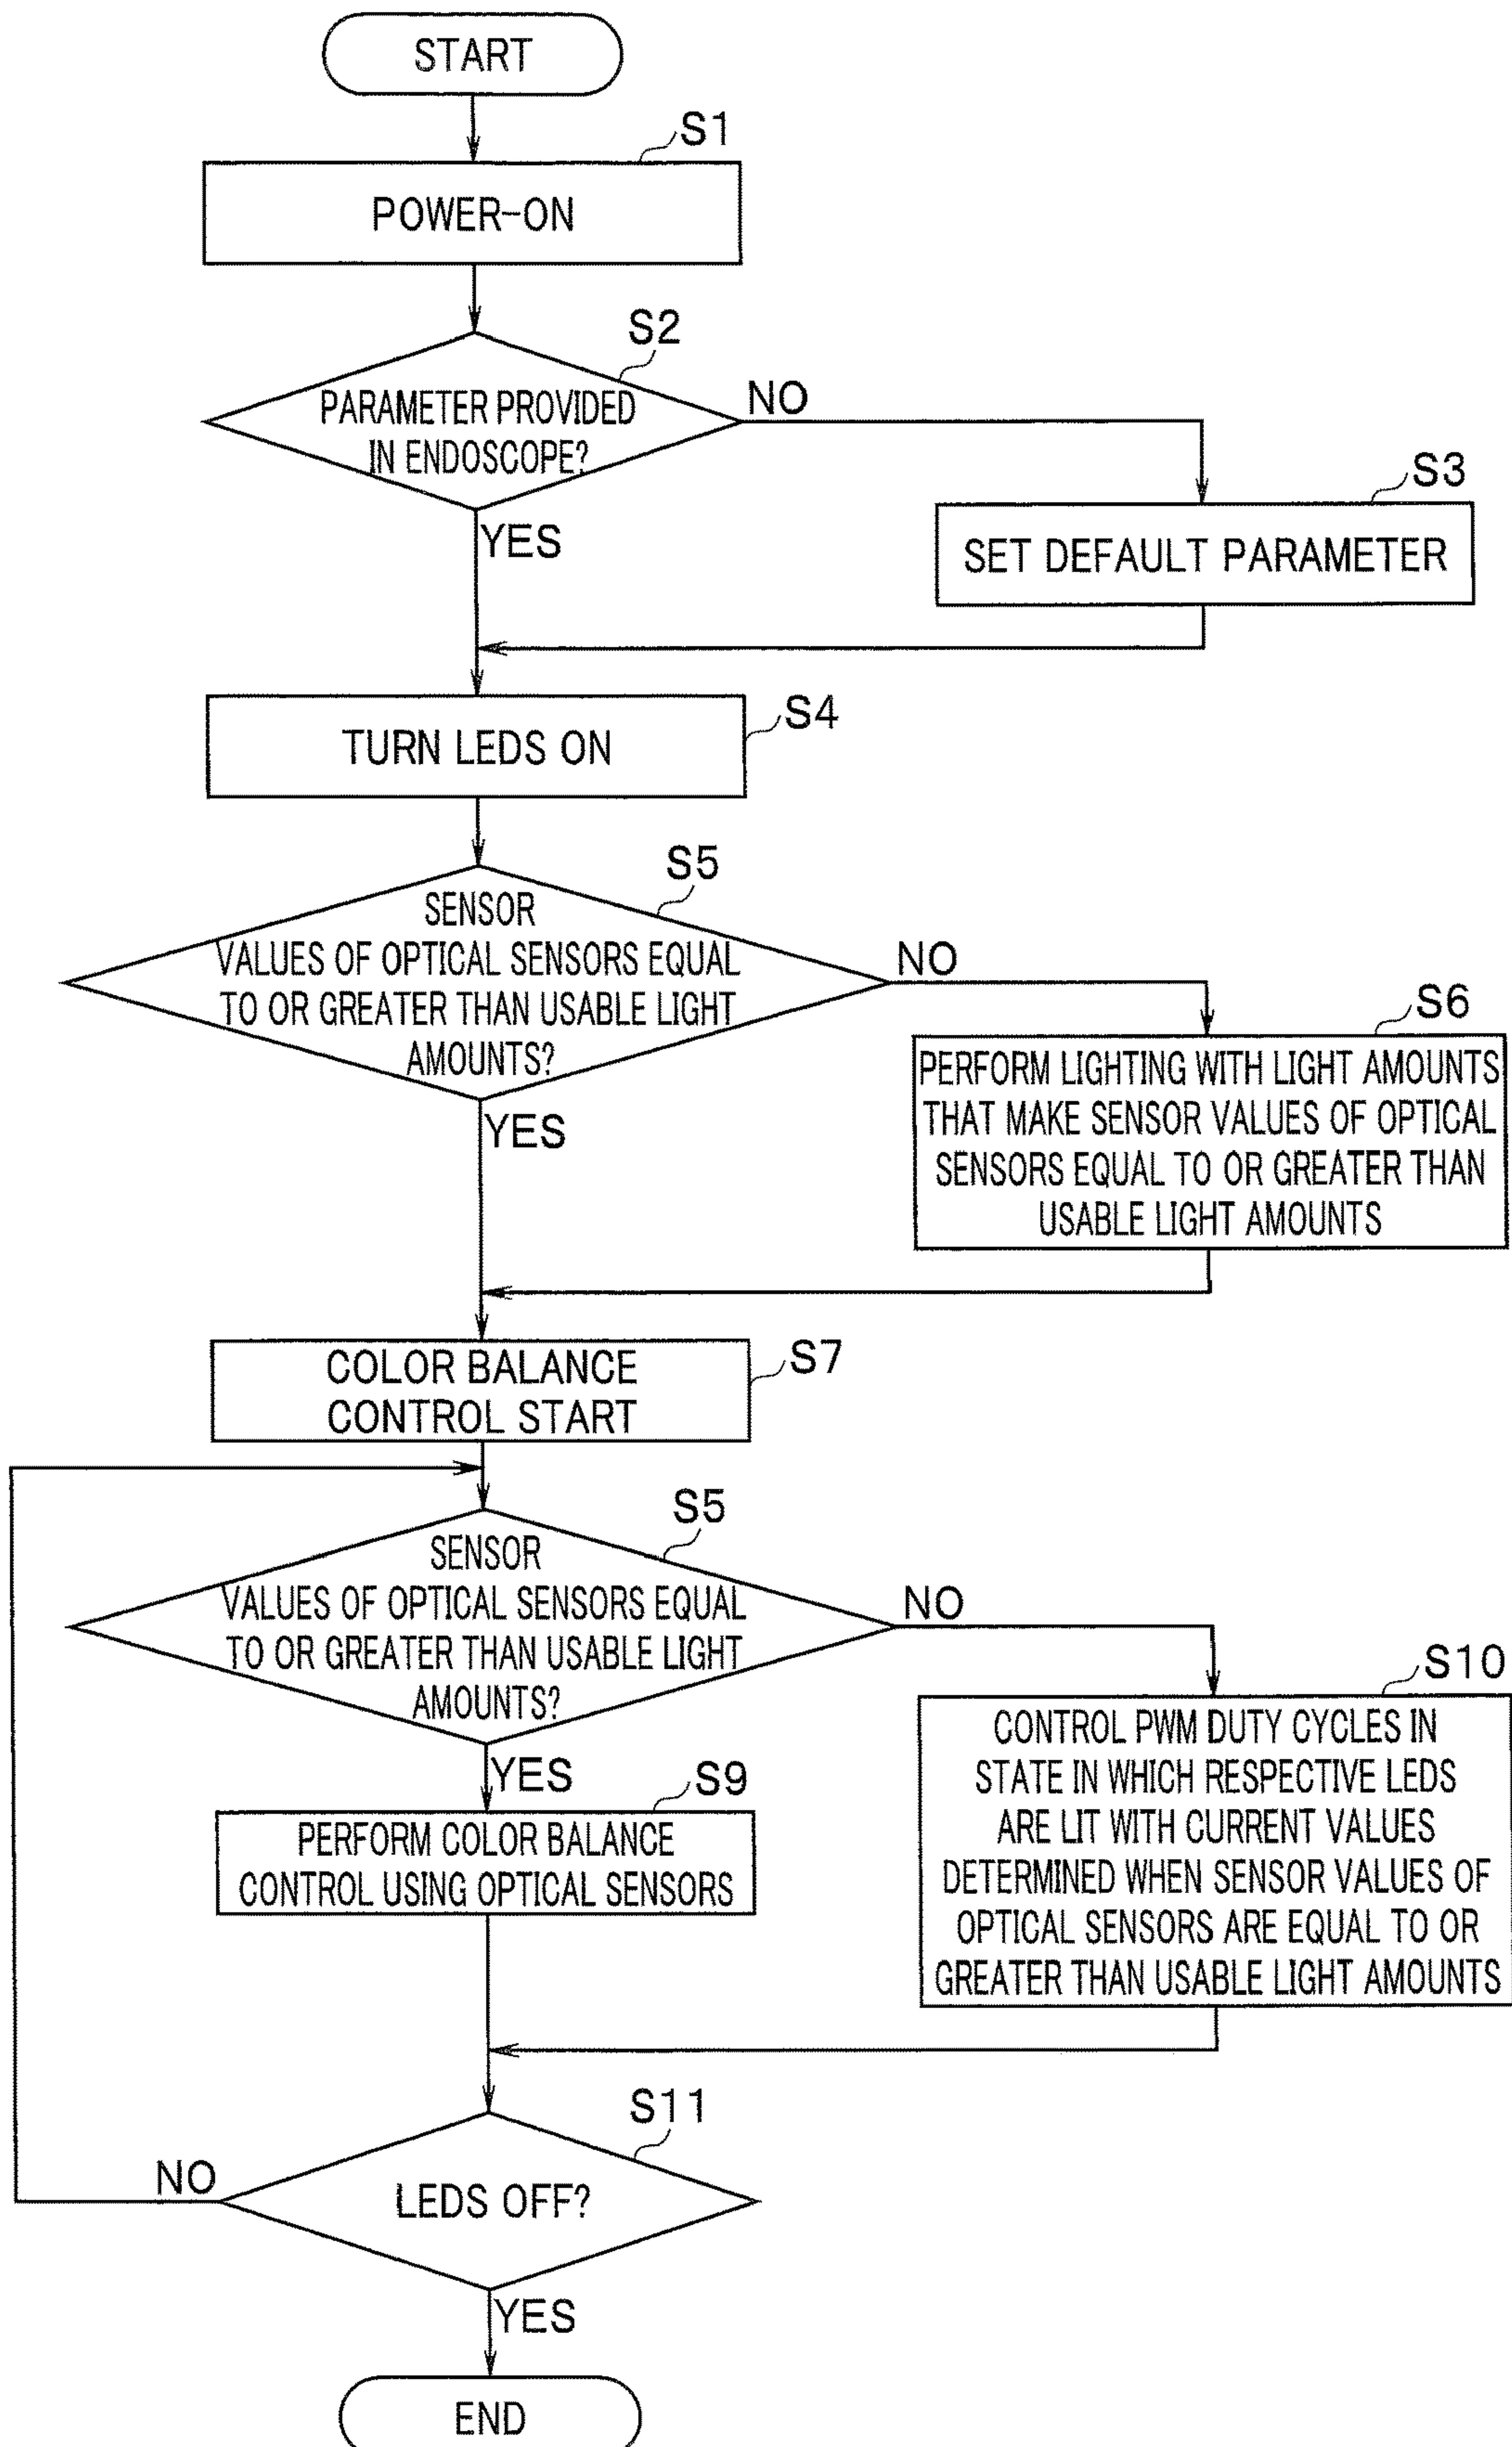 START
S1
POWER-ON
S2
PARAMETER PROVIDED
IN ENDOSCOPE?
NO
YES
S3
SET DEFAULT PARAMETER
S4
TURN LEDS ON
S5
SENSOR
VALUES OF OPTICAL SENSORS EQUAL
TO OR GREATER THAN USABLE LIGHT
AMOUNTS?
NO
YES
S6
PERFORM LIGHTING WITH LIGHT AMOUNTS
THAT MAKE SENSOR VALUES OF OPTICAL
SENSORS EQUAL TO OR GREATER THAN
USABLE LIGHT AMOUNTS
S7
COLOR BALANCE
CONTROL START
S5
SENSOR
VALUES OF OPTICAL SENSORS EQUAL
TO OR GREATER THAN USABLE LIGHT
AMOUNTS?
NO
YES
S10
CONTROL PWM DUTY CYCLES IN
STATE IN WHICH RESPECTIVE LEDS
ARE LIT WITH CURRENT VALUES
DETERMINED WHEN SENSOR VALUES OF
OPTICAL SENSORS ARE EQUAL TO OR
GREATER THAN USABLE LIGHT AMOUNTS
S9
PERFORM COLOR BALANCE
CONTROL USING OPTICAL SENSORS
S11
LEDS OFF?
NO
YES
END